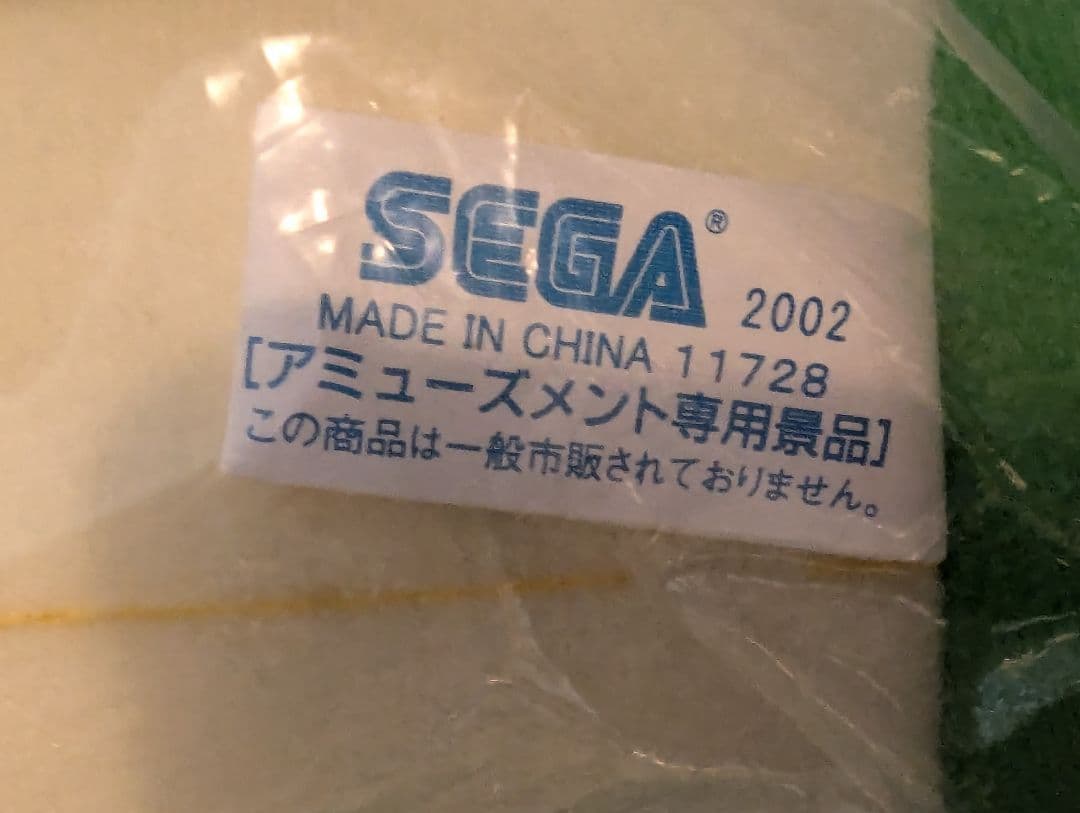 SEGA® 2002
MADE IN CHINA 11728
[アミューズメント専用景品]
この商品は一般市販されておりません。